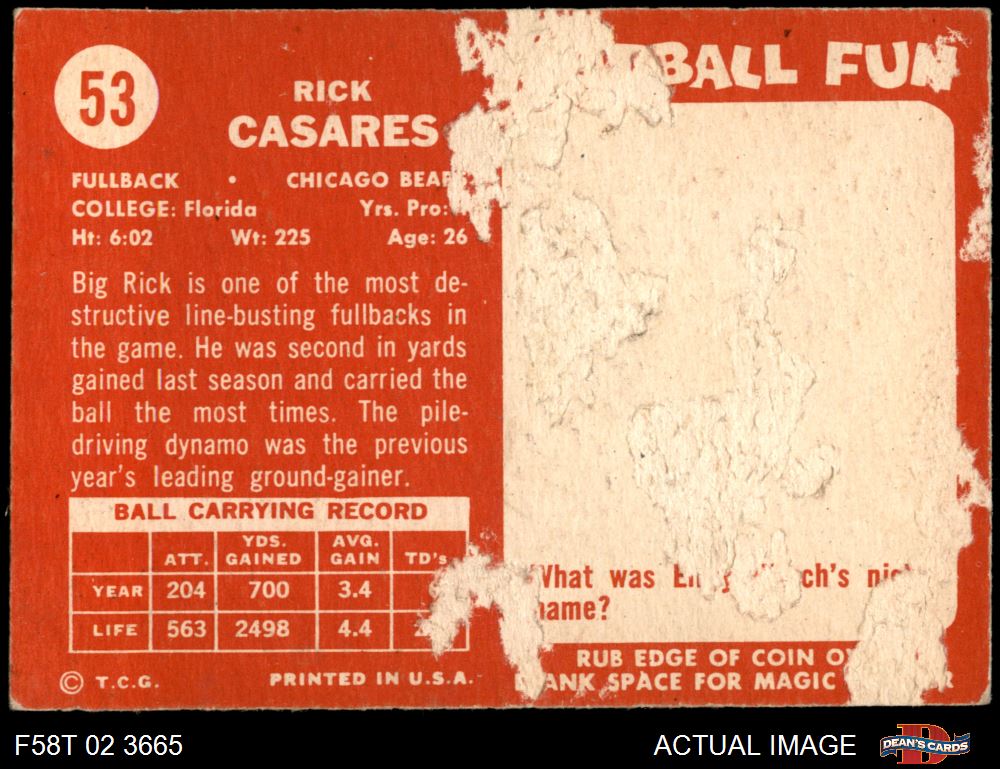 53
RICK
CASARES
FULLBACK • CHICAGO
COLLEGE: Florida Yrs. Pro:
Ht: 6:02 Wt: 225 Age: 26
Big Rick is one of the most de-
structive line-busting fullbacks in
the game. He was second in yards
gained last season and carried the
ball the most times. The pile-
driving dynamo was the previous
year's leading ground-gainer.
BALL CARRYING RECORD
ATT. YDS. GAINED AVG. GAIN TD's
YEAR 204 700 3.4
LIFE 563 2498 4.4
© T.C.G. PRINTED IN U.S.A.
BALL FUN
What was
name?
RUB EDGE OF COIN
SPACE FOR MAGIC
F58T 02 3665
ACTUAL IMAGE
DEAN'S CARDS